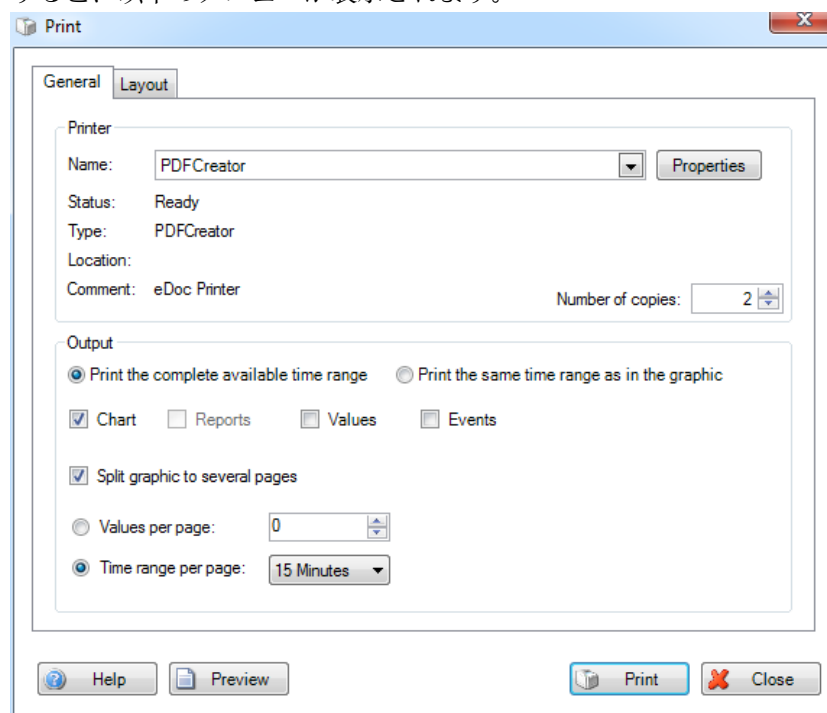 Print
General Layout
Printer
Name: PDFCreator Properties
Status: Ready
Type: PDFCreator
Location:
Comment: eDoc Printer
Number of copies: 2
Output
Print the complete available time range Print the same time range as in the graphic
Chart Reports Values Events
Split graphic to several pages
Values per page: 0
Time range per page: 15 Minutes
Help Preview Print Close